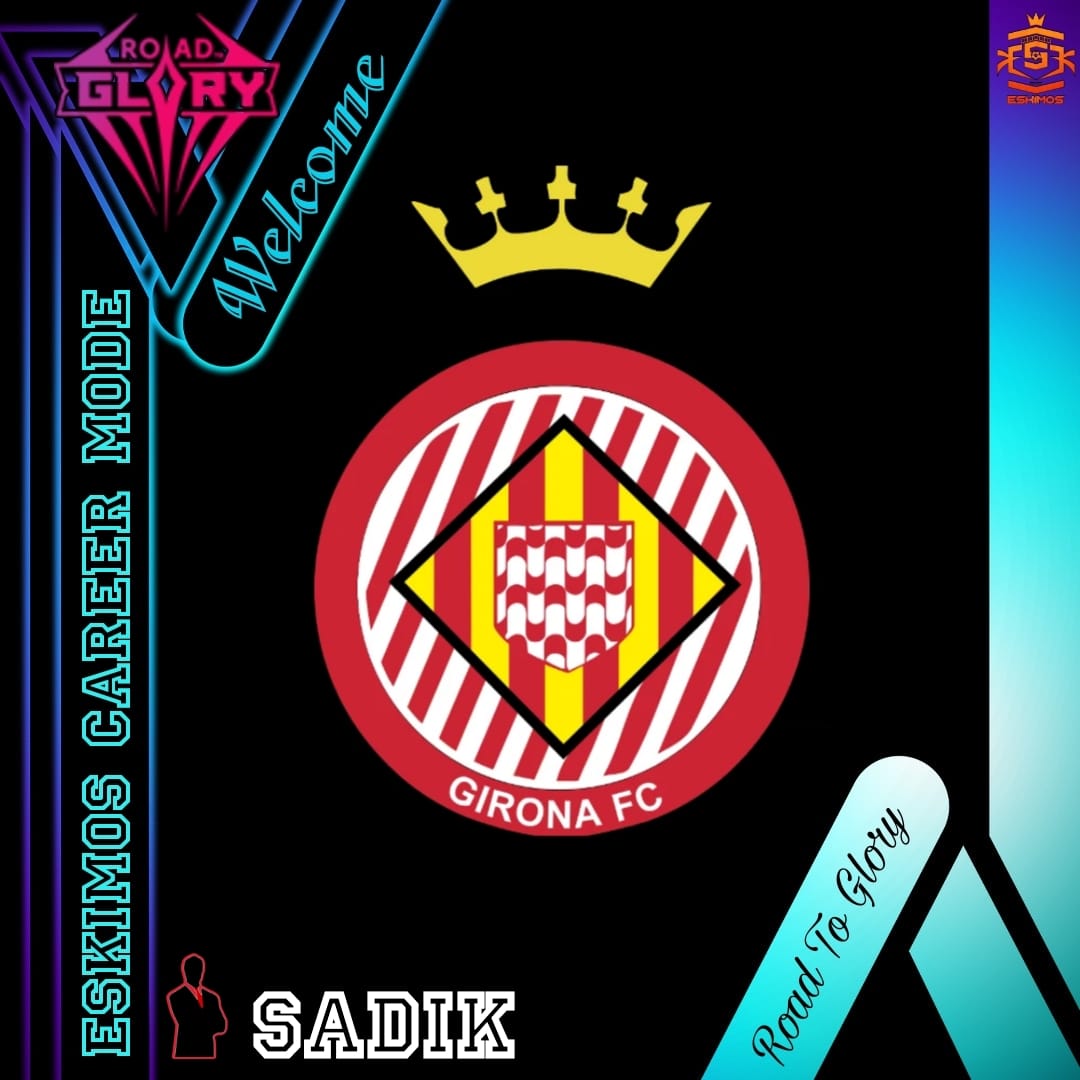 ROAD
GLORY
Welcome
ESKIMOS
ESKIMOS CAREER MODE
GIRONA FC
Road To Glory
SADIK